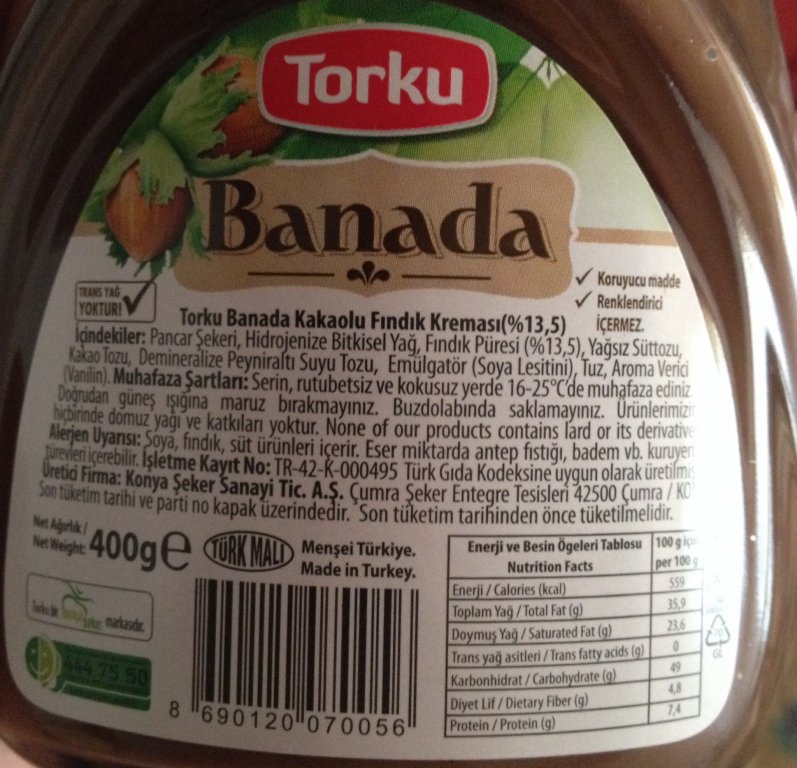 Torku
Banada
TRANS YAĞ
YOKTUR!
✓ Koruyucu madde
✓ Renklendirici
İÇERMEZ.
Torku Banada Kakaolu Fındık Kreması(%13,5)
İçindekiler: Pancar Şekeri, Hidrojenize Bitkisel Yağ, Fındık Püresi (%13,5), Yağsız Süttozu,
Kakao Tozu, Demineralize Peyniraltı Suyu Tozu, Emülgatör (Soya Lesitini), Tuz, Aroma Verici
(Vanilin). Muhafaza Şartları: Serin, rutubetsiz ve kokusuz yerde 16-25°C'de muhafaza ediniz.
Doğrudan güneş ışığına maruz bırakmayınız. Buzdolabında saklamayınız. Ürünlerimizin
hiçbirinde domuz yağı ve katkıları yoktur. None of our products contains lard or its derivative
Alerjen Uyarısı: Soya, fındık, süt ürünleri içerir. Eser miktarda antep fıstığı, badem vb. kuruyem
türevleri içerebilir. İşletme Kayıt No: TR-42-K-000495 Türk Gıda Kodeksine uygun olarak üretilmiş
Üretici Firma: Konya Şeker Sanayi Tic. A.Ş. Çumra Şeker Entegre Tesisleri 42500 Çumra / KO
Son tüketim tarihi ve parti no kapak üzerindedir. Son tüketim tarihinden önce tüketilmelidir.
Net Ağırlık /
Net Weight: 400g e
TÜRK MALI
Menşei Türkiye.
Made in Turkey.
Torku bir Konya Şeker markasıdır.
444 75 50
8 690120 070056
Enerji ve Besin Ögeleri Tablosu 100 g için
Nutrition Facts per 100 g
Enerji / Calories (kcal) 559
Toplam Yağ / Total Fat (g) 35,9
Doymuş Yağ / Saturated Fat (g) 23,6
Trans yağ asitleri / Trans fatty acids (g) 0
Karbonhidrat / Carbohydrate (g) 49
Diyet Lif / Dietary Fiber (g) 4,8
Protein / Protein (g) 7,4
70
GL